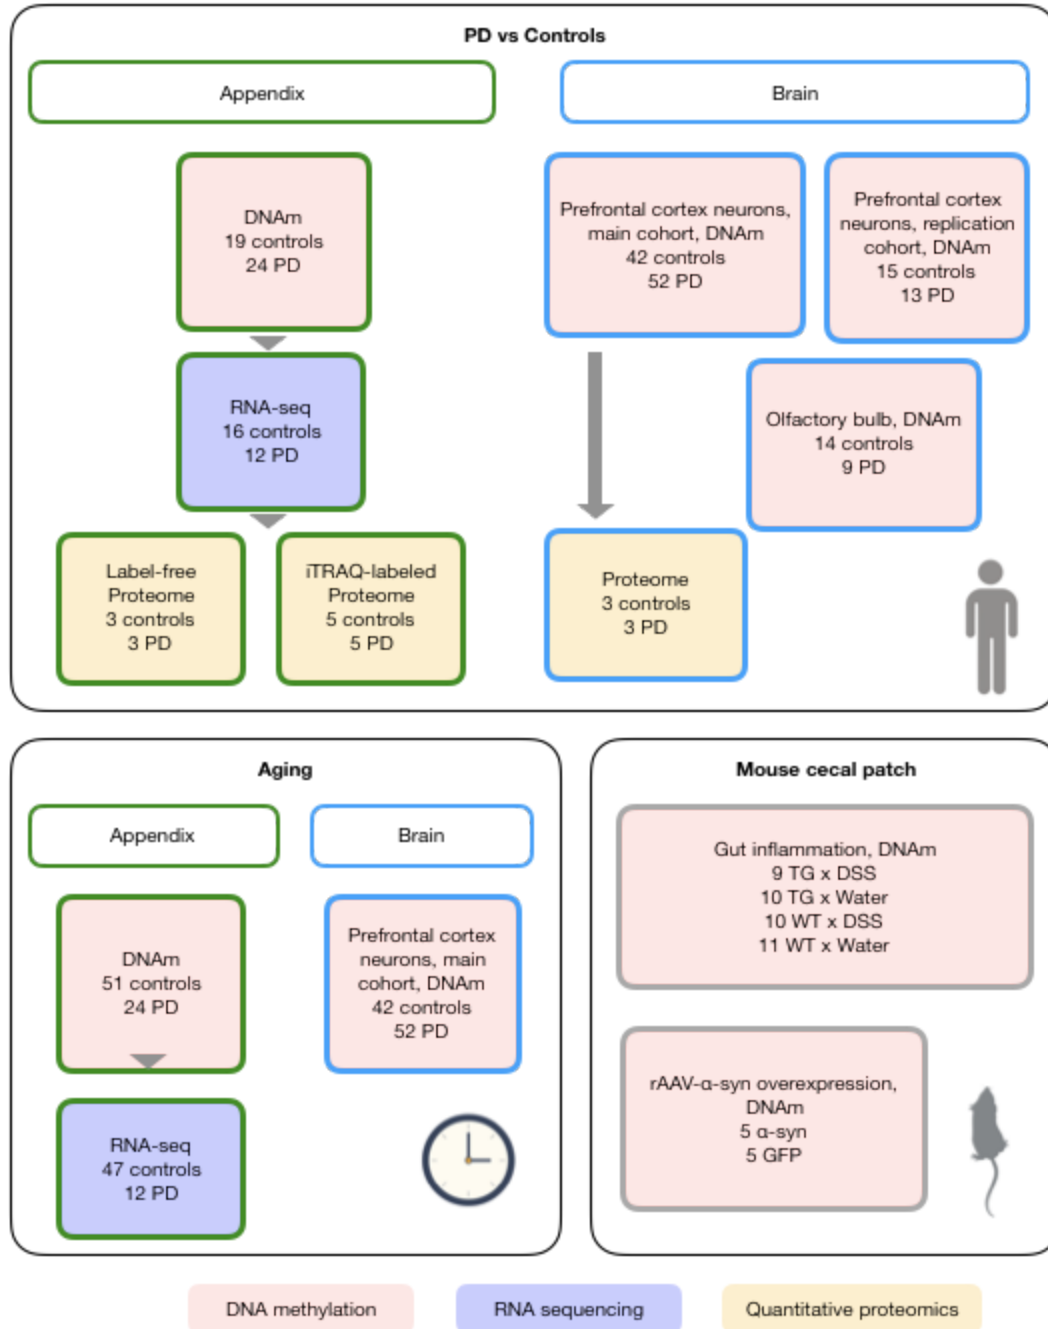 PD vs Controls
Appendix
Brain
DNAm
19 controls
24 PD
Prefrontal cortex neurons,
main cohort, DNAm
42 controls
52 PD
Prefrontal cortex
neurons, replication
cohort, DNAm
15 controls
13 PD
RNA-seq
16 controls
12 PD
Olfactory bulb, DNAm
14 controls
9 PD
Label-free
Proteome
3 controls
3 PD
iTRAQ-labeled
Proteome
5 controls
5 PD
Proteome
3 controls
3 PD
Aging
Appendix
Brain
DNAm
51 controls
24 PD
Prefrontal cortex
neurons, main
cohort, DNAm
42 controls
52 PD
RNA-seq
47 controls
12 PD
Mouse cecal patch
Gut inflammation, DNAm
9 TG x DSS
10 TG x Water
10 WT x DSS
11 WT x Water
rAAV-α-syn overexpression,
DNAm
5 α-syn
5 GFP
DNA methylation
RNA sequencing
Quantitative proteomics